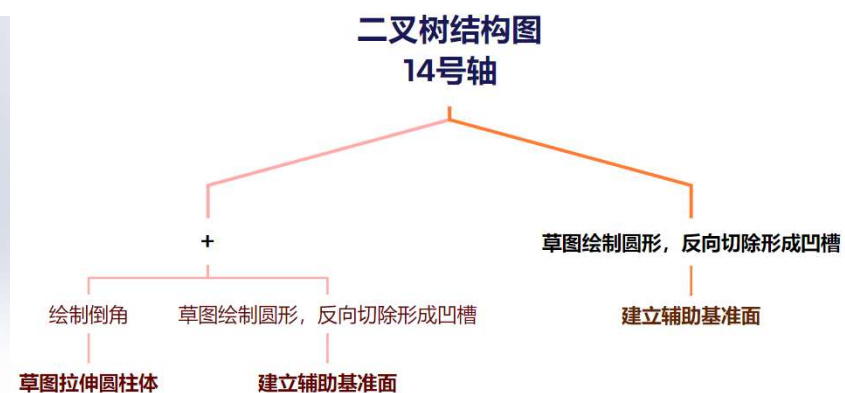 二叉树结构图
14号轴
+
草图绘制圆形，反向切除形成凹槽
绘制倒角
草图绘制圆形，反向切除形成凹槽
建立辅助基准面
草图拉伸圆柱体
建立辅助基准面